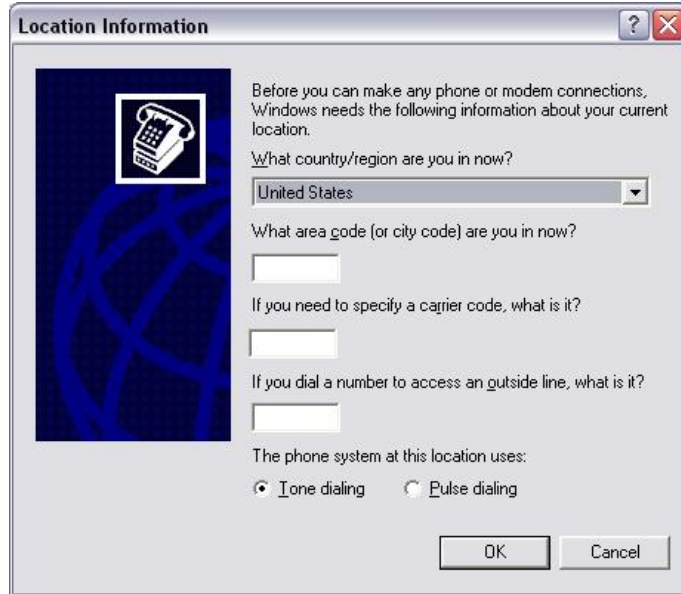 Location Information
?
X
Before you can make any phone or modem connections,
Windows needs the following information about your current
location.
What country/region are you in now?
United States
What area code (or city code) are you in now?
If you need to specify a carrier code, what is it?
If you dial a number to access an outside line, what is it?
The phone system at this location uses:
Tone dialing Pulse dialing
OK Cancel